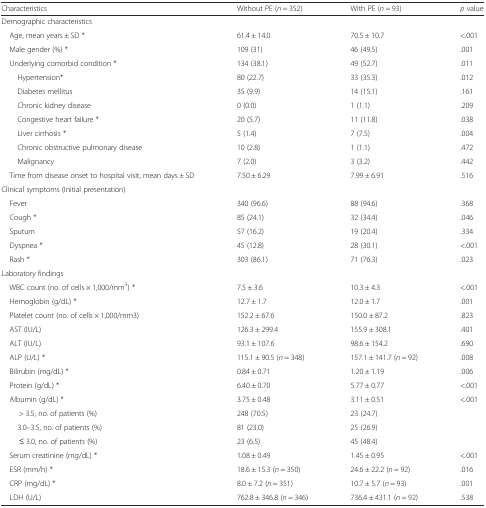 Characteristics Without PE (n = 352) With PE (n = 93) p value
Demographic characteristics
Age, mean years ± SD * 61.4 ± 14.0 70.5 ± 10.7 <.001
Male gender (%) * 109 (31) 46 (49.5) .001
Underlying comorbid condition * 134 (38.1) 49 (52.7) .011
Hypertension* 80 (22.7) 33 (35.3) .012
Diabetes mellitus 35 (9.9) 14 (15.1) .161
Chronic kidney disease 0 (0.0) 1 (1.1) .209
Congestive heart failure * 20 (5.7) 11 (11.8) .038
Liver cirrhosis * 5 (1.4) 7 (7.5) .004
Chronic obstructive pulmonary disease 10 (2.8) 1 (1.1) .472
Malignancy 7 (2.0) 3 (3.2) .442
Time from disease onset to hospital visit, mean days ± SD 7.50 ± 6.29 7.99 ± 6.91 .516
Clinical symptoms (Initial presentation)
Fever 340 (96.6) 88 (94.6) .368
Cough * 85 (24.1) 32 (34.4) .046
Sputum 57 (16.2) 19 (20.4) .334
Dyspnea * 45 (12.8) 28 (30.1) <.001
Rash * 303 (86.1) 71 (76.3) .023
Laboratory findings
WBC count (no. of cells × 1,000/mm³) * 7.5 ± 3.6 10.3 ± 4.3 <.001
Hemoglobin (g/dL) * 12.7 ± 1.7 12.0 ± 1.7 .001
Platelet count (no. of cells × 1,000/mm3) 152.2 ± 67.6 150.0 ± 87.2 .823
AST (IU/L) 126.3 ± 299.4 155.9 ± 308.1 .401
ALT (IU/L) 93.1 ± 107.6 98.6 ± 154.2 .690
ALP (U/L) * 115.1 ± 90.5 (n = 348) 157.1 ± 141.7 (n = 92) .008
Bilirubin (mg/dL) * 0.84 ± 0.71 1.20 ± 1.19 .006
Protein (g/dL) * 6.40 ± 0.70 5.77 ± 0.77 <.001
Albumin (g/dL) * 3.75 ± 0.48 3.11 ± 0.51 <.001
> 3.5, no. of patients (%) 248 (70.5) 23 (24.7)
3.0–3.5, no. of patients (%) 81 (23.0) 25 (26.9)
≤ 3.0, no. of patients (%) 23 (6.5) 45 (48.4)
Serum creatinine (mg/dL) * 1.08 ± 0.49 1.45 ± 0.95 <.001
ESR (mm/h) * 18.6 ± 15.3 (n = 350) 24.6 ± 22.2 (n = 92) .016
CRP (mg/dL) * 8.0 ± 7.2 (n = 351) 10.7 ± 5.7 (n = 93) .001
LDH (U/L) 762.8 ± 346.8 (n = 346) 736.4 ± 431.1 (n = 92) .538